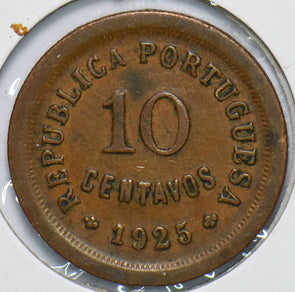 REPUBLICA PORTUGUESA
10
CENTAVOS
* 1925 *